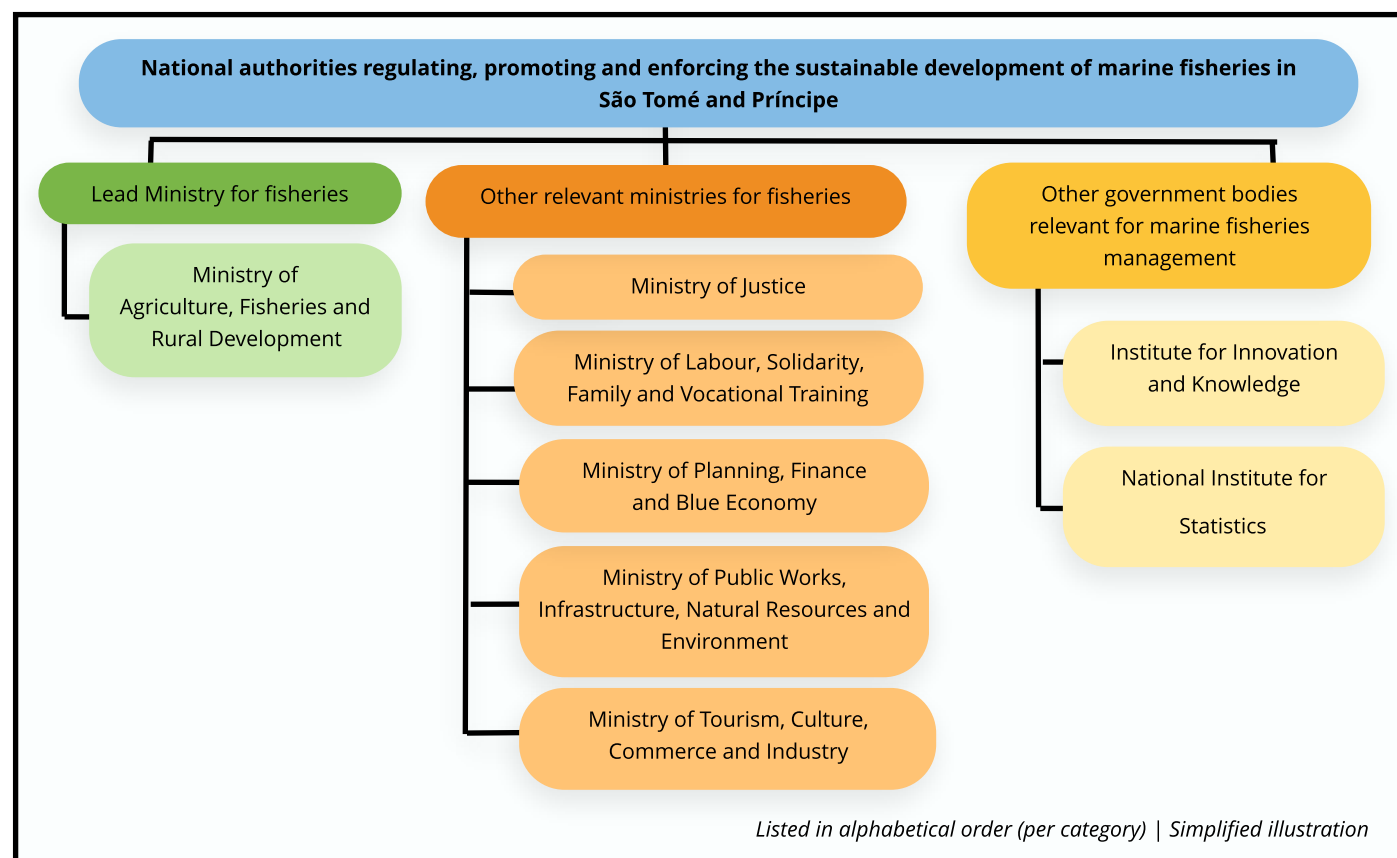 National authorities regulating, promoting and enforcing the sustainable development of marine fisheries in
São Tomé and Príncipe
Lead Ministry for fisheries
Ministry of
Agriculture, Fisheries and
Rural Development
Other relevant ministries for fisheries
Ministry of Justice
Ministry of Labour, Solidarity,
Family and Vocational Training
Ministry of Planning, Finance
and Blue Economy
Ministry of Public Works,
Infrastructure, Natural Resources and
Environment
Ministry of Tourism, Culture,
Commerce and Industry
Other government bodies
relevant for marine fisheries
management
Institute for Innovation
and Knowledge
National Institute for
Statistics
Listed in alphabetical order (per category) | Simplified illustration